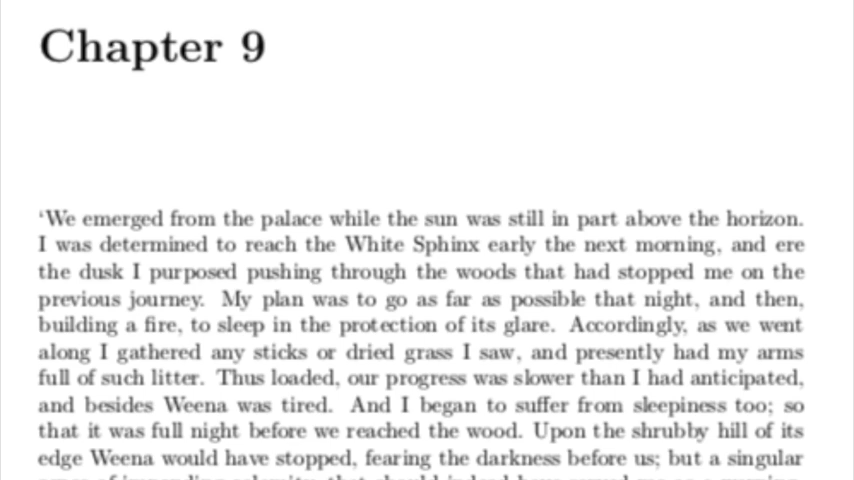 Chapter 9
‘We emerged from the palace while the sun was still in part above the horizon.
I was determined to reach the White Sphinx early the next morning, and ere
the dusk I purposed pushing through the woods that had stopped me on the
previous journey. My plan was to go as far as possible that night, and then,
building a fire, to sleep in the protection of its glare. Accordingly, as we went
along I gathered any sticks or dried grass I saw, and presently had my arms
full of such litter. Thus loaded, our progress was slower than I had anticipated,
and besides Weena was tired. And I began to suffer from sleepiness too; so
that it was full night before we reached the wood. Upon the shrubby hill of its
edge Weena would have stopped, fearing the darkness before us; but a singular